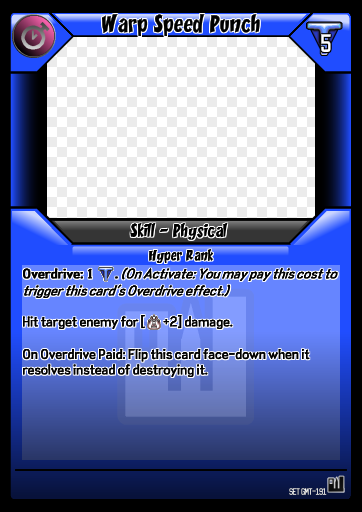 Warp Speed Punch
5
Skill - Physical
Hyper Rank
Overdrive: 1 . (On Activate: You may pay this cost to
trigger this card's Overdrive effect.)
Hit target enemy for [ +2] damage.
On Overdrive Paid: Flip this card face-down when it
resolves instead of destroying it.
SET GMT-191